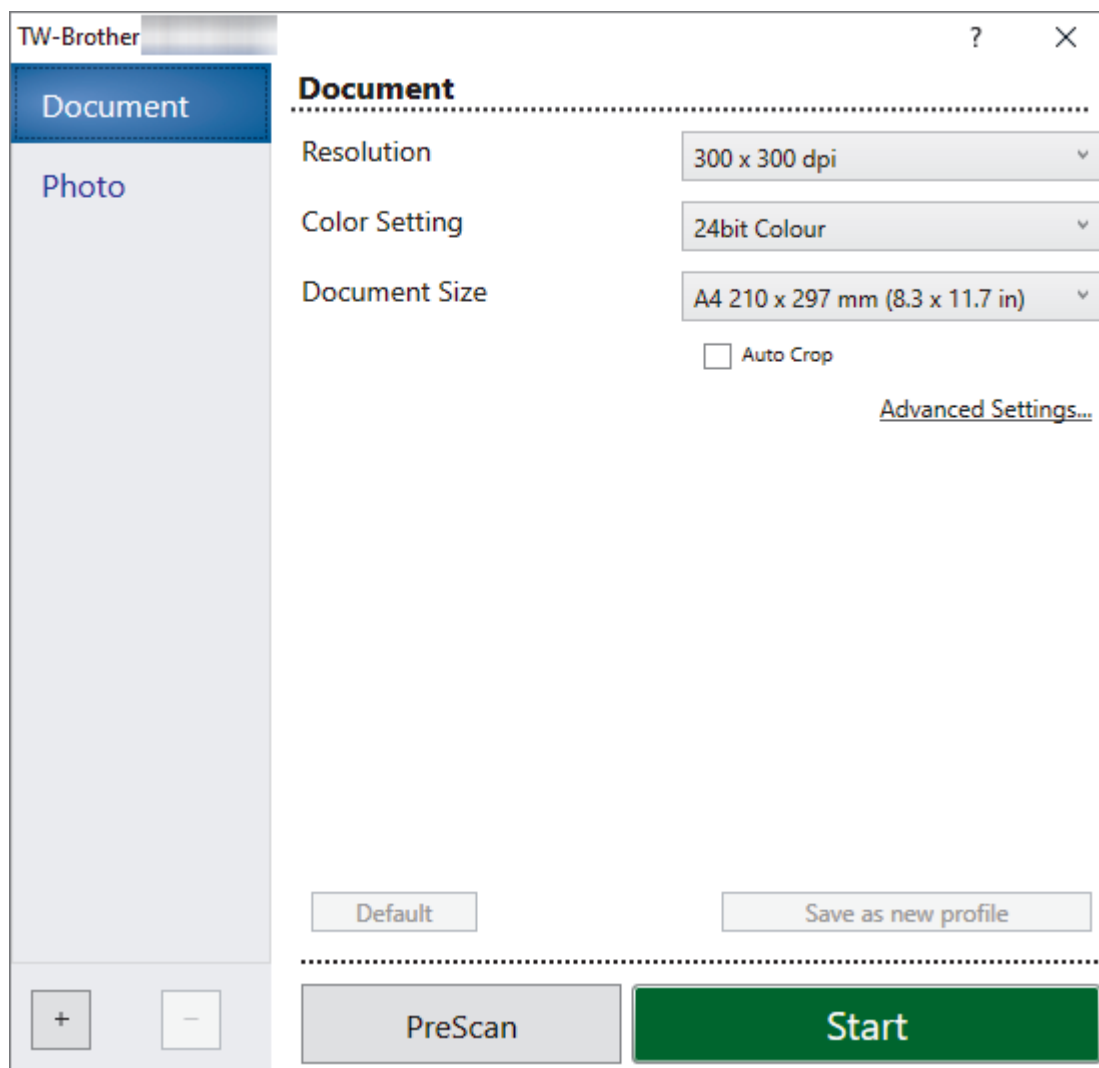 TW-Brother
?
Document
Photo
Document
Resolution
300 x 300 dpi
Color Setting
24bit Colour
Document Size
A4 210 x 297 mm (8.3 x 11.7 in)
Auto Crop
Advanced Settings...
Default
Save as new profile
+
−
PreScan
Start